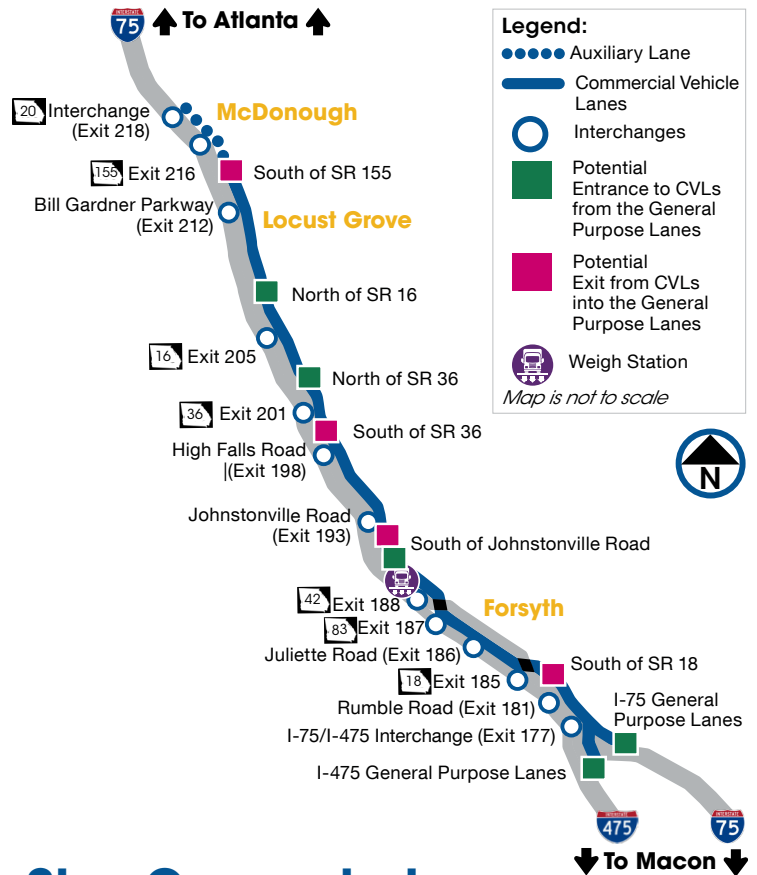 INTERSTATE
75
To Atlanta
Legend:
Auxiliary Lane
Commercial Vehicle
Lanes
Interchanges
Potential
Entrance to CVLs
from the General
Purpose Lanes
Potential
Exit from CVLs
into the General
Purpose Lanes
Weigh Station
Map is not to scale
N
20 Interchange
(Exit 218)
McDonough
155 Exit 216
South of SR 155
Bill Gardner Parkway
(Exit 212)
Locust Grove
North of SR 16
16 Exit 205
North of SR 36
36 Exit 201
South of SR 36
High Falls Road
|(Exit 198)
Johnstonville Road
(Exit 193)
South of Johnstonville Road
42 Exit 188
Forsyth
83 Exit 187
Juliette Road (Exit 186)
South of SR 18
18 Exit 185
Rumble Road (Exit 181)
I-75 General
Purpose Lanes
I-75/I-475 Interchange (Exit 177)
I-475 General Purpose Lanes
INTERSTATE
475
INTERSTATE
75
To Macon